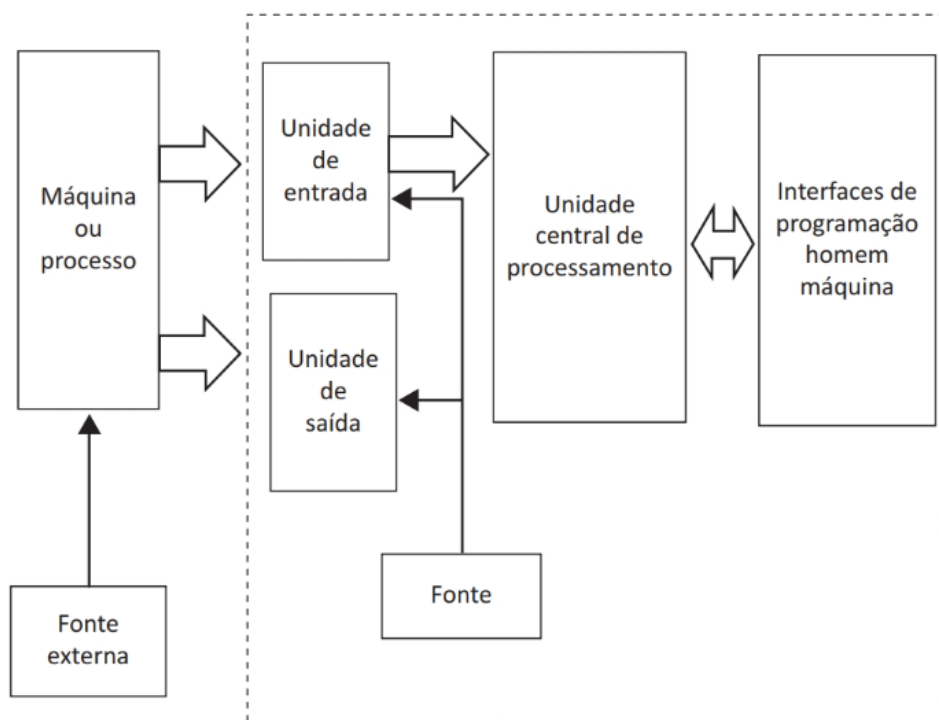 Máquina
ou
processo
Unidade
de
entrada
Unidade
de
saída
Unidade
central de
processamento
Interfaces de
programação
homem
máquina
Fonte
externa
Fonte